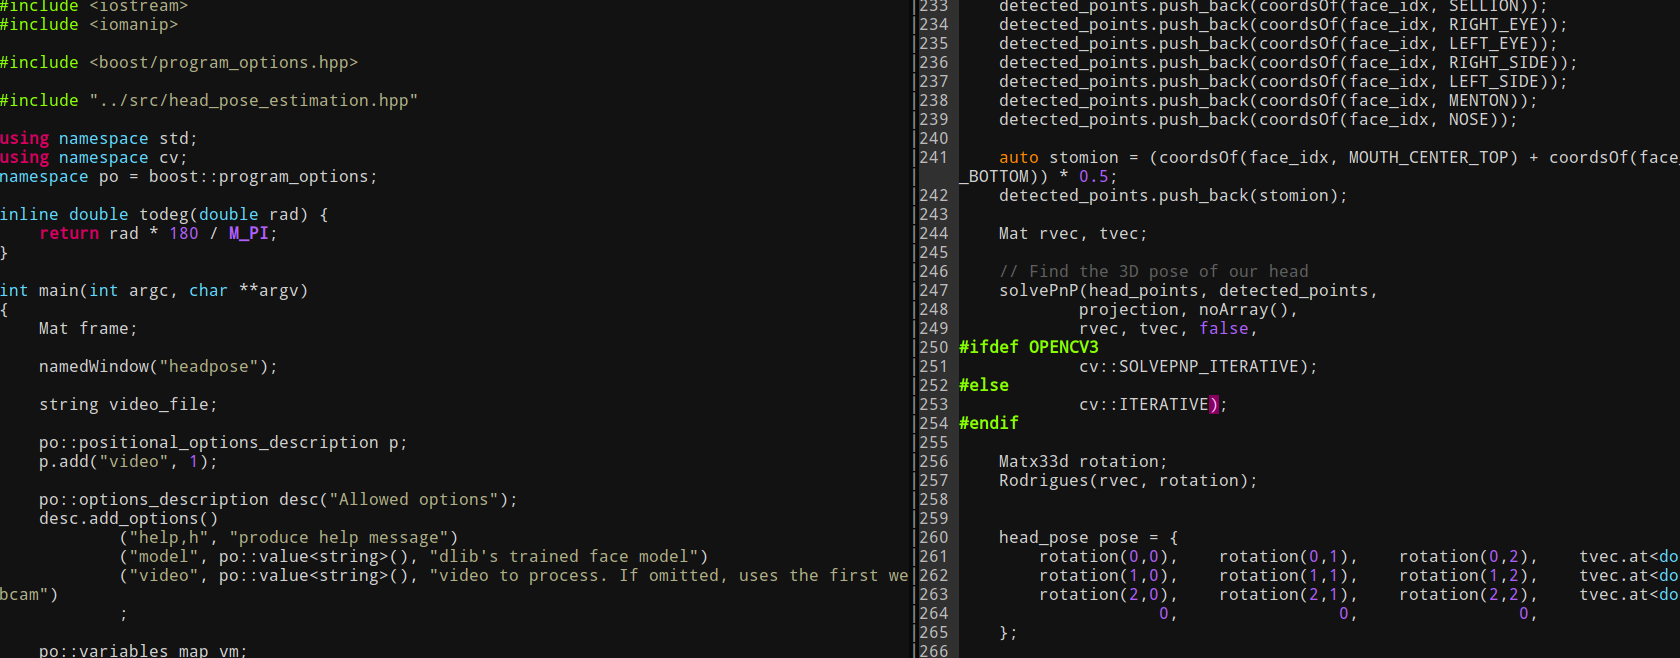 #include <iostream>
#include <iomanip>
#include <boost/program_options.hpp>
#include "../src/head_pose_estimation.hpp"
using namespace std;
using namespace cv;
namespace po = boost::program_options;
inline double todeg(double rad) {
    return rad * 180 / M_PI;
}
int main(int argc, char **argv)
{
    Mat frame;
    namedWindow("headpose");
    string video_file;
    po::positional_options_description p;
    p.add("video", 1);
    po::options_description desc("Allowed options");
    desc.add_options()
            ("help,h", "produce help message")
            ("model", po::value<string>(), "dlib's trained face model")
            ("video", po::value<string>(), "video to process. If omitted, uses the first we
bcam")
            ;
    po::variables_map vm;
233     detected_points.push_back(coordsOf(face_idx, SELLION));
234     detected_points.push_back(coordsOf(face_idx, RIGHT_EYE));
235     detected_points.push_back(coordsOf(face_idx, LEFT_EYE));
236     detected_points.push_back(coordsOf(face_idx, RIGHT_SIDE));
237     detected_points.push_back(coordsOf(face_idx, LEFT_SIDE));
238     detected_points.push_back(coordsOf(face_idx, MENTON));
239     detected_points.push_back(coordsOf(face_idx, NOSE));
240
241     auto stomion = (coordsOf(face_idx, MOUTH_CENTER_TOP) + coordsOf(face_
_BOTTOM)) * 0.5;
242     detected_points.push_back(stomion);
243
244     Mat rvec, tvec;
245
246     // Find the 3D pose of our head
247     solvePnP(head_points, detected_points,
248             projection, noArray(),
249             rvec, tvec, false,
250 #ifdef OPENCV3
251             cv::SOLVEPNP_ITERATIVE);
252 #else
253             cv::ITERATIVE);
254 #endif
255
256     Matx33d rotation;
257     Rodrigues(rvec, rotation);
258
259
260     head_pose pose = {
261         rotation(0,0),    rotation(0,1),    rotation(0,2),    tvec.at<do
262         rotation(1,0),    rotation(1,1),    rotation(1,2),    tvec.at<do
263         rotation(2,0),    rotation(2,1),    rotation(2,2),    tvec.at<do
264                     0,                0,                0,
265     };
266